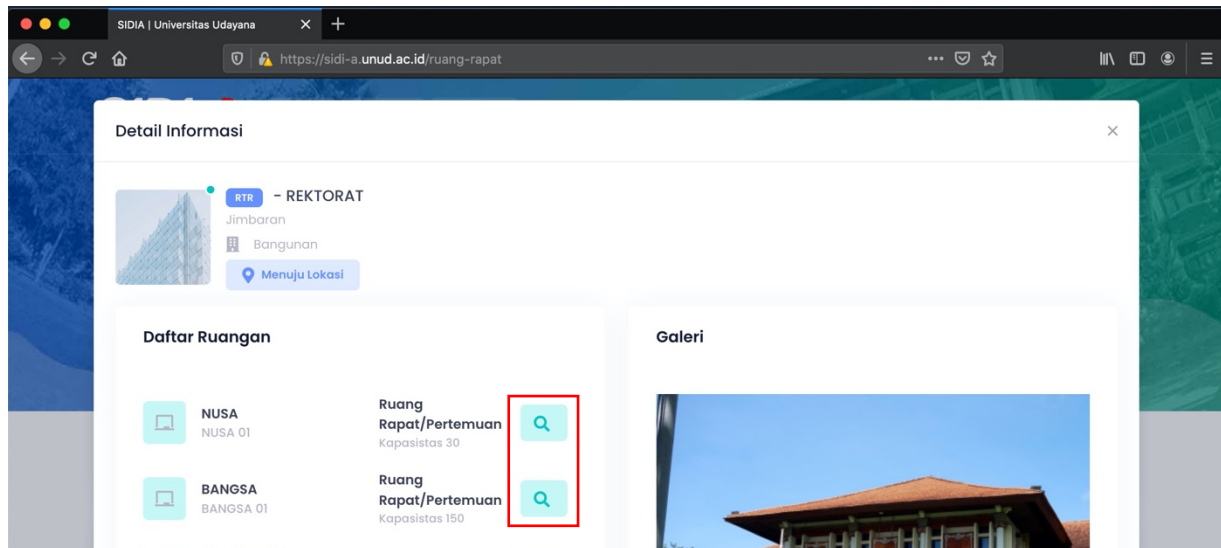 SIDIA | Universitas Udayana
https://sidi-a.unud.ac.id/ruang-rapat
Detail Informasi
RTR - REKTORAT
Jimbaran
Bangunan
Menuju Lokasi
Daftar Ruangan
NUSA
NUSA 01
Ruang
Rapat/Pertemuan
Kapasistas 30
BANGSA
BANGSA 01
Ruang
Rapat/Pertemuan
Kapasistas 150
Galeri